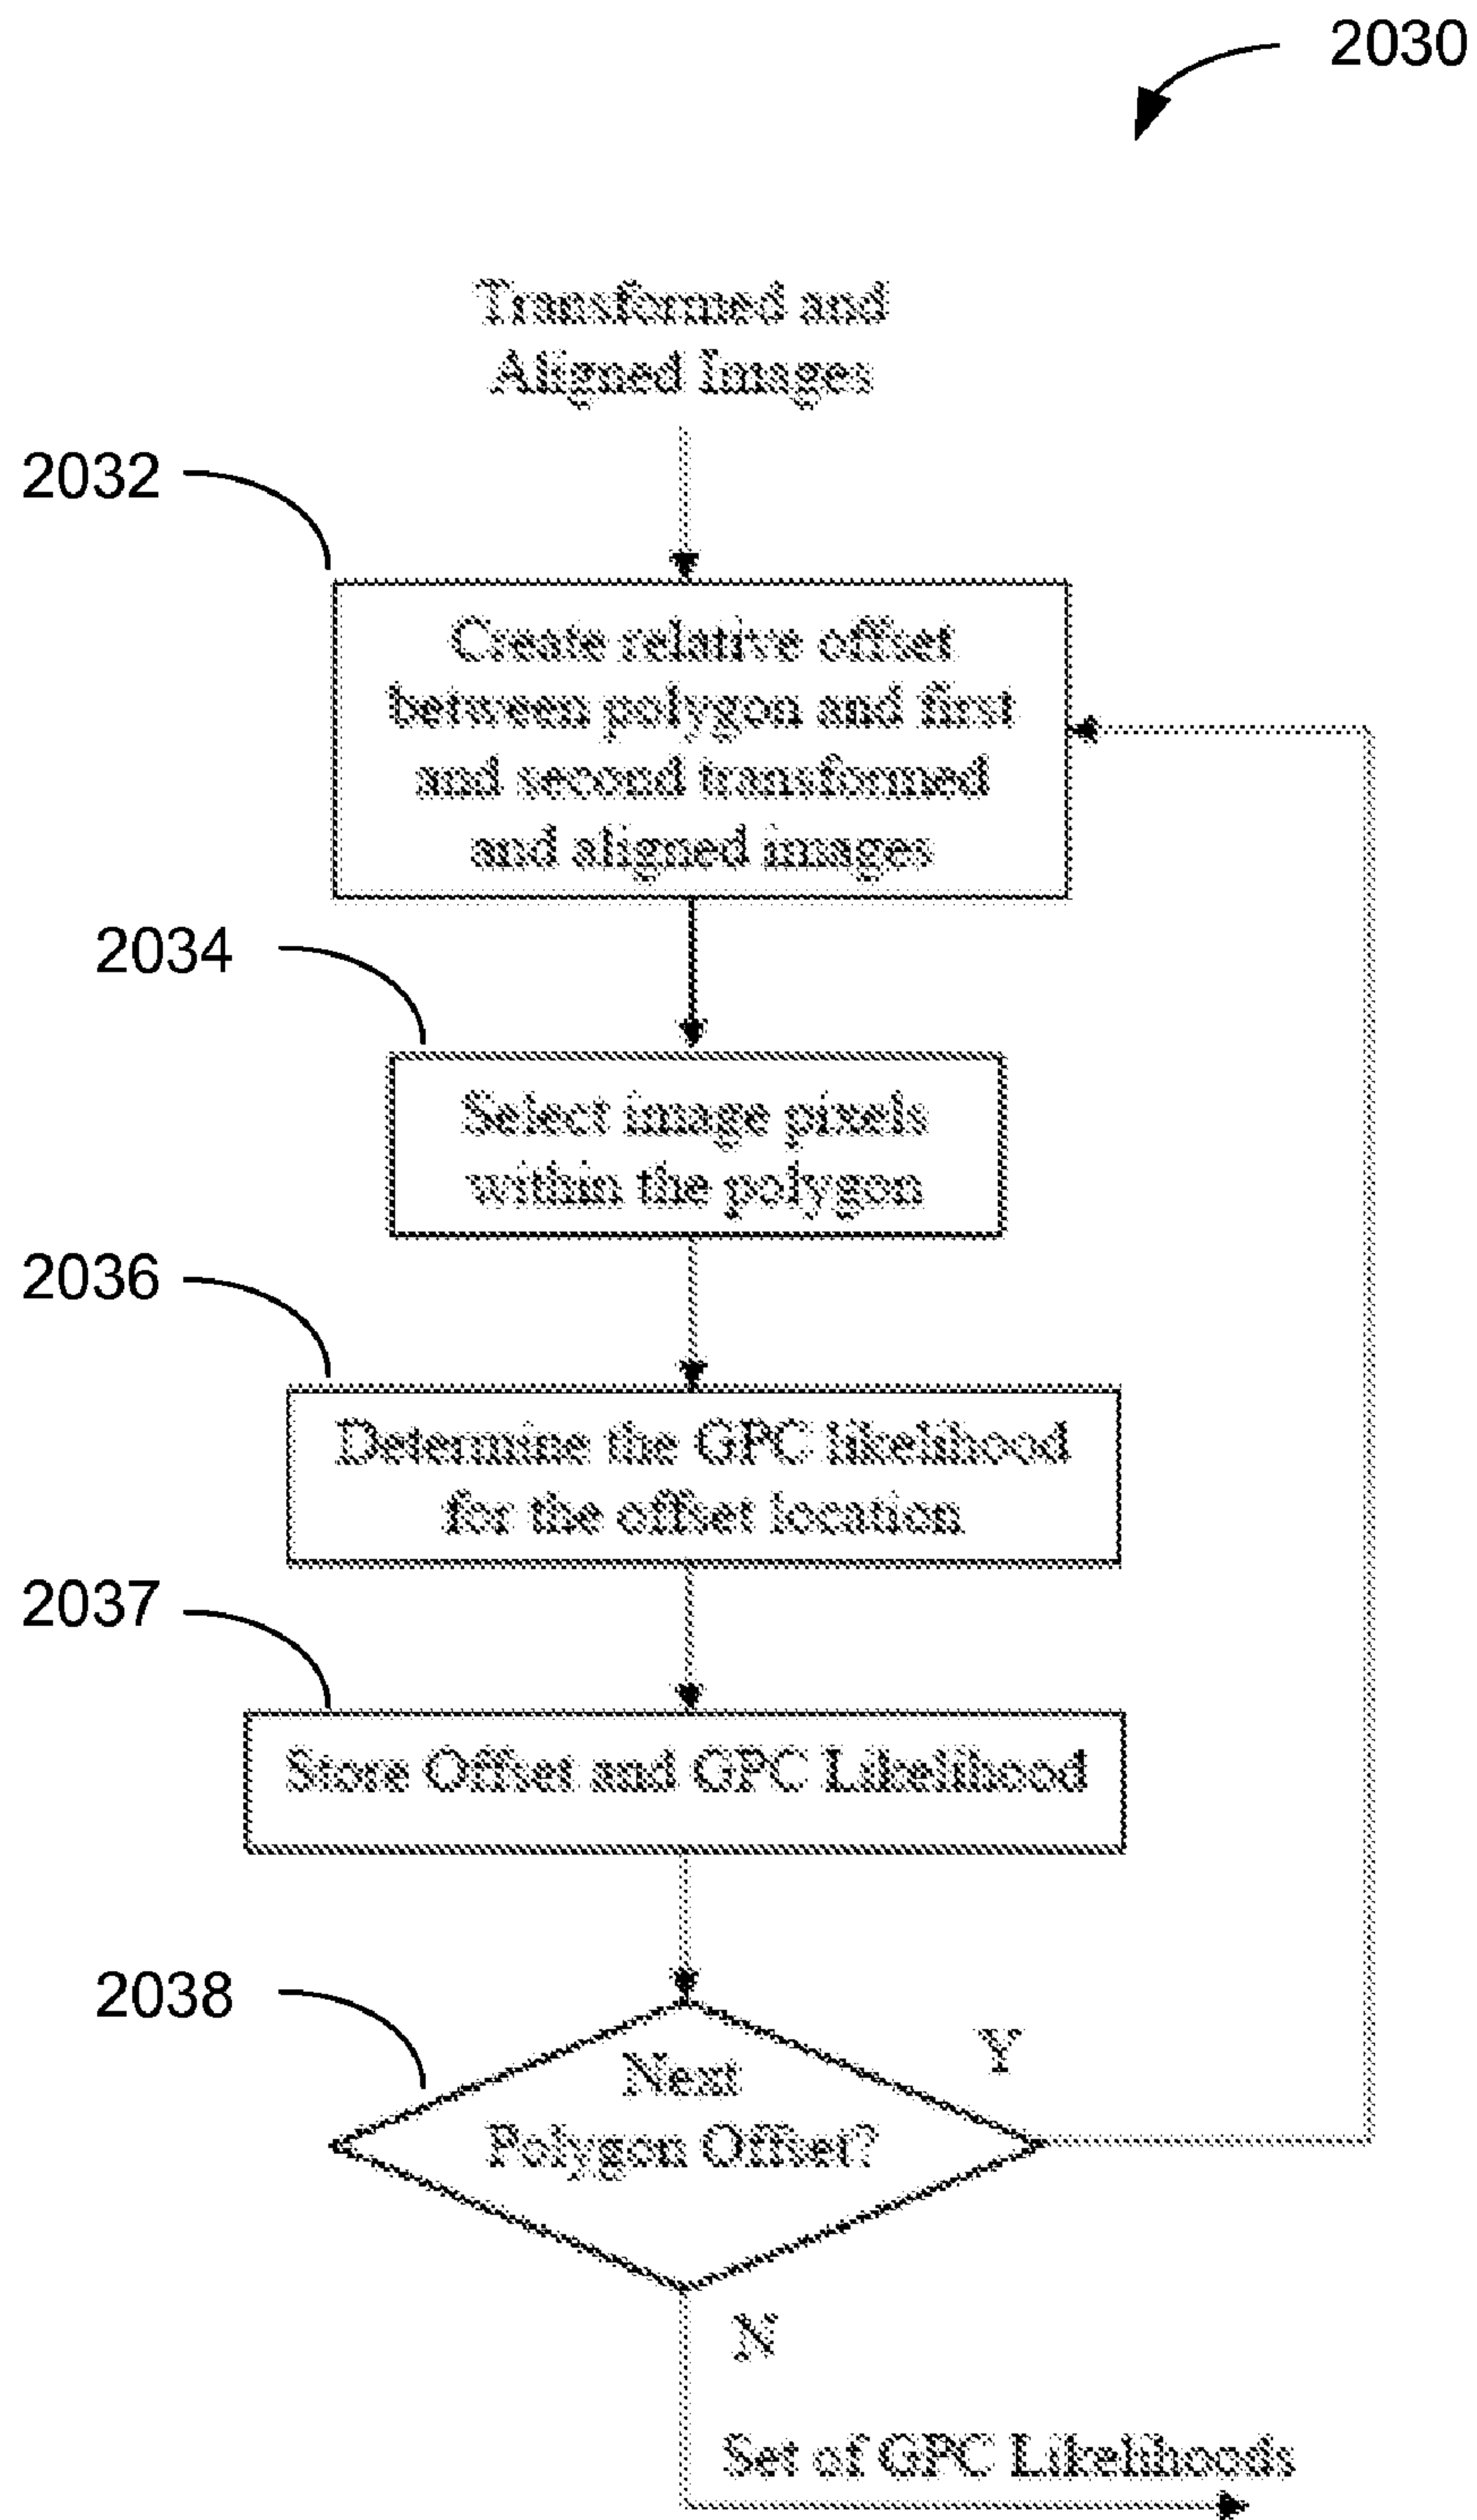 2030
Transformed and
Aligned Images
2032
Create relative offset
between polygon and first
and second transformed
and aligned images
2034
Select image pixels
within the polygon
2036
Determine the GPC likelihood
for the offset location
2037
Store Offset and GPC Likelihood
2038
Next
Polygon Offset?
Y
N
Set of GPC Likelihoods